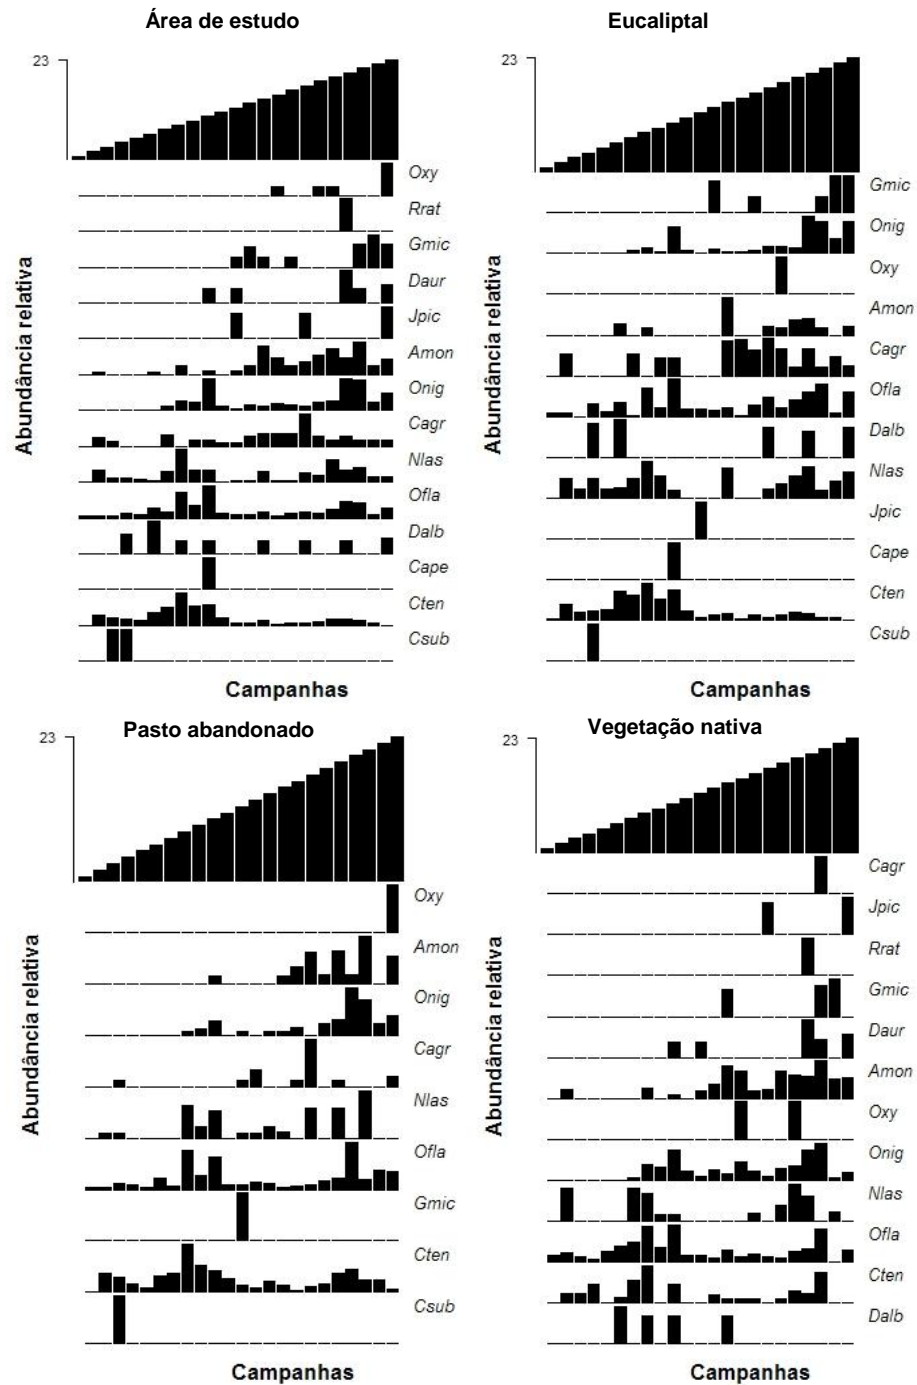 Área de estudo
23
Oxy
Rrat
Gmic
Daur
Jpic
Amon
Onig
Cagr
Nlas
Ofla
Dalb
Cape
Cten
Csub
Abundância relativa
Campanhas
Eucaliptal
23
Gmic
Onig
Oxy
Amon
Cagr
Ofla
Dalb
Nlas
Jpic
Cape
Cten
Csub
Abundância relativa
Campanhas
Pasto abandonado
23
Oxy
Amon
Onig
Cagr
Nlas
Ofla
Gmic
Cten
Csub
Abundância relativa
Campanhas
Vegetação nativa
23
Cagr
Jpic
Rrat
Gmic
Daur
Amon
Oxy
Onig
Nlas
Ofla
Cten
Dalb
Abundância relativa
Campanhas